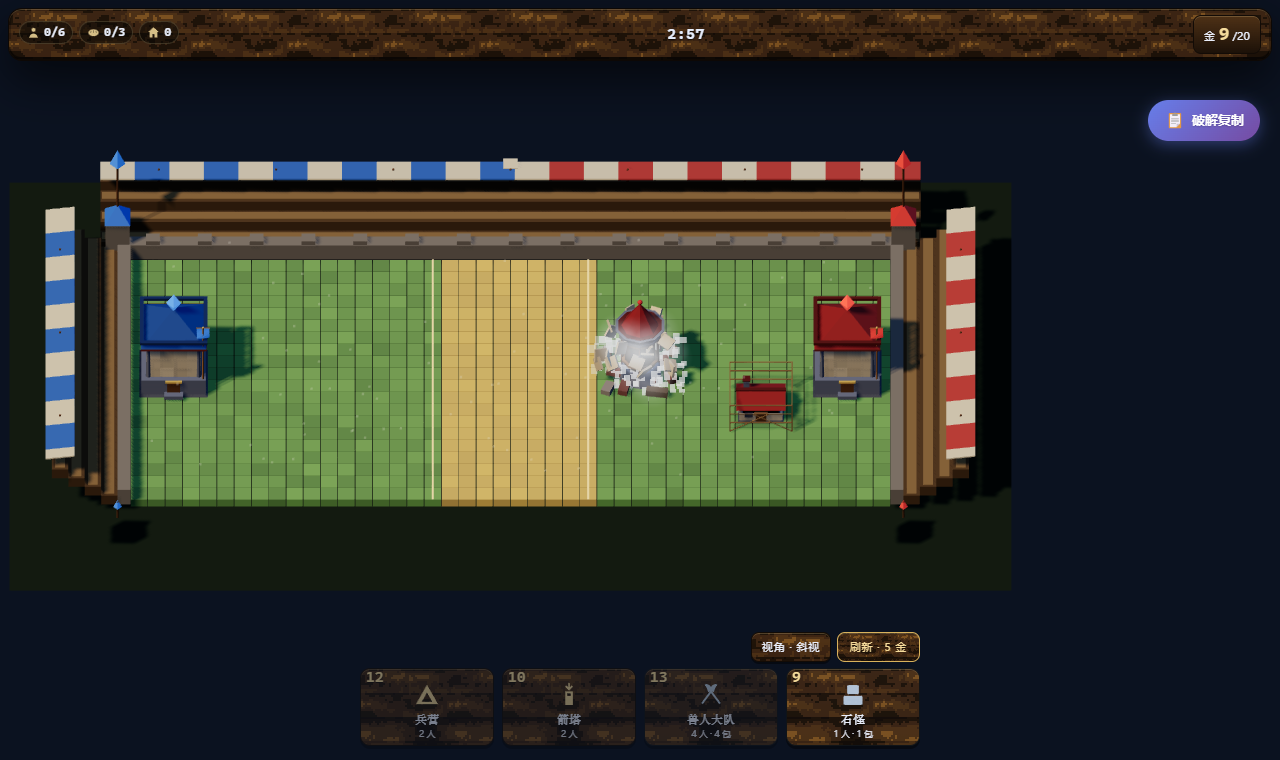 0/6 0/3 0
2:57
金 9 /20
破解复制
视角 · 斜视
刷新 · 5 金
12
兵营
2人
10
箭塔
2人
13
兽人大队
4人·4包
9
石怪
1人·1包